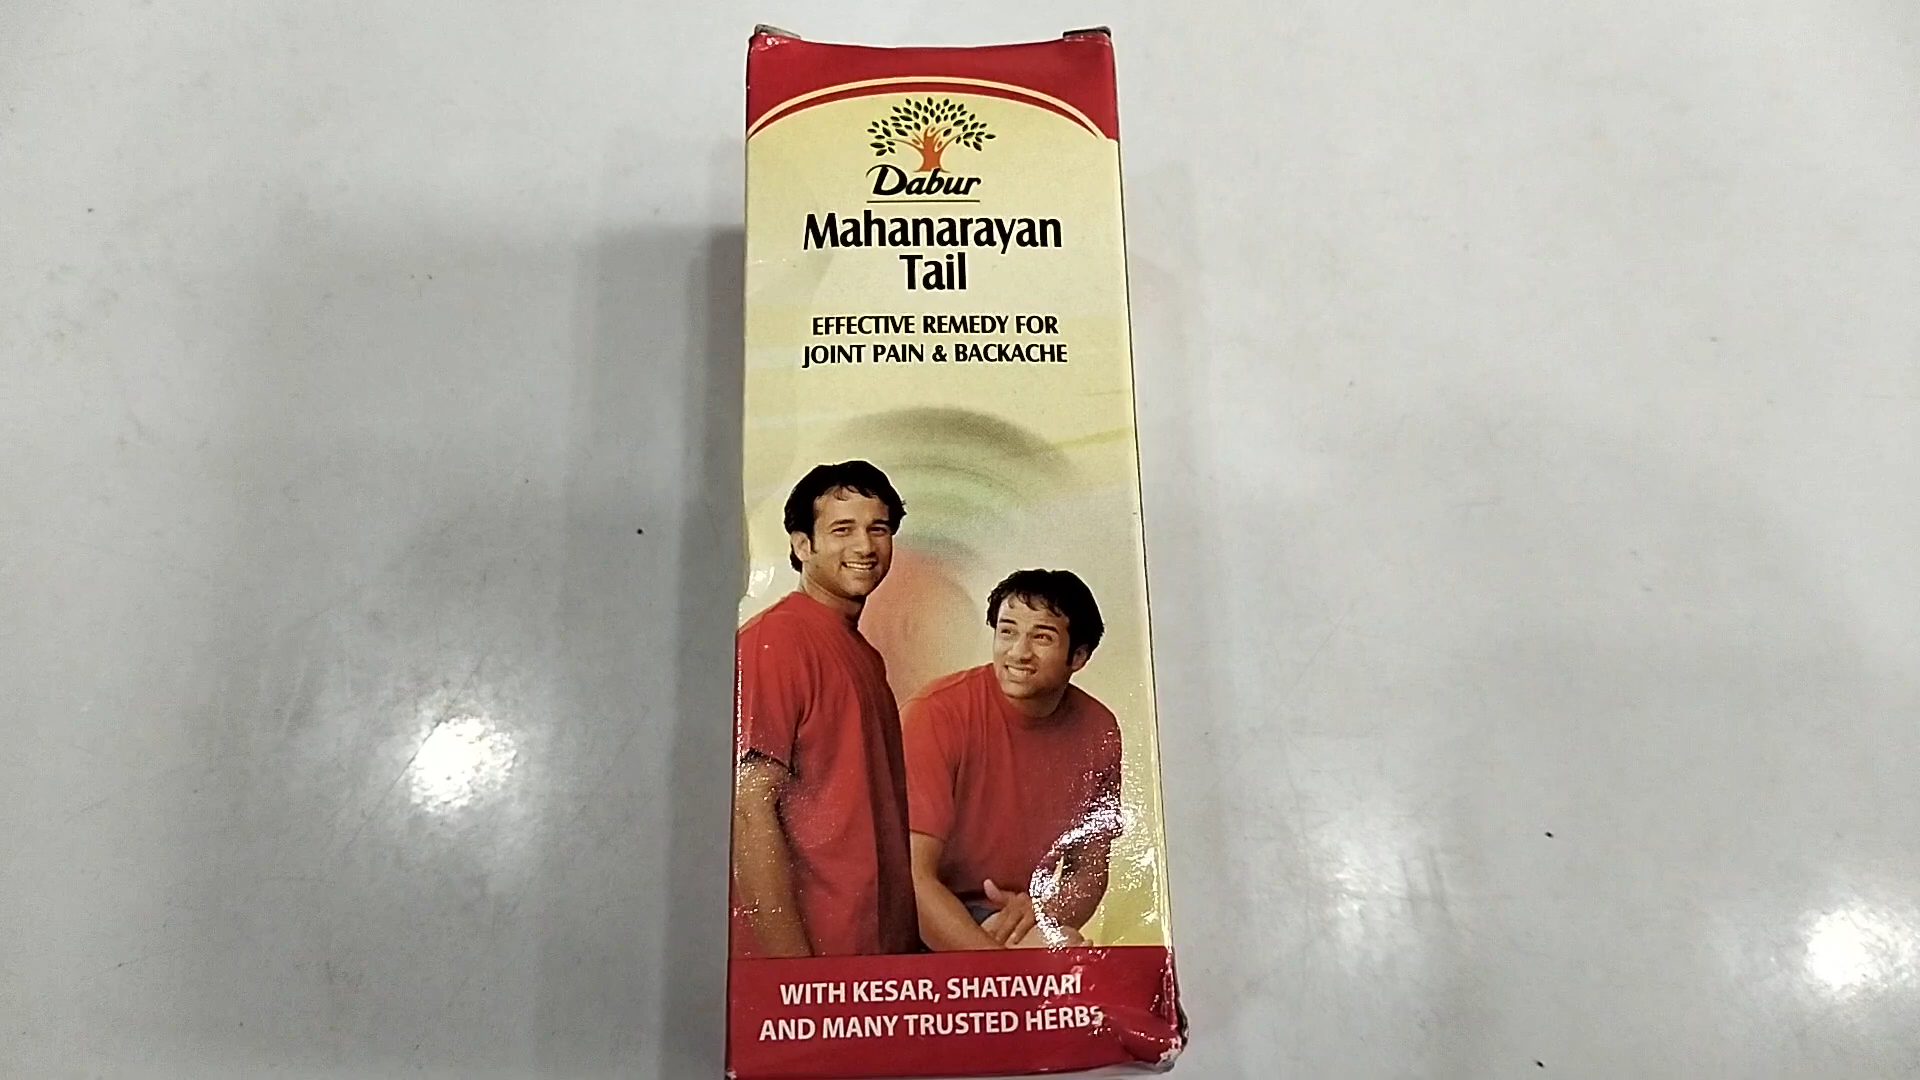 Dabur
Mahanarayan
Tail
EFFECTIVE REMEDY FOR
JOINT PAIN & BACKACHE
WITH KESAR, SHATAVARI
AND MANY TRUSTED HERBS